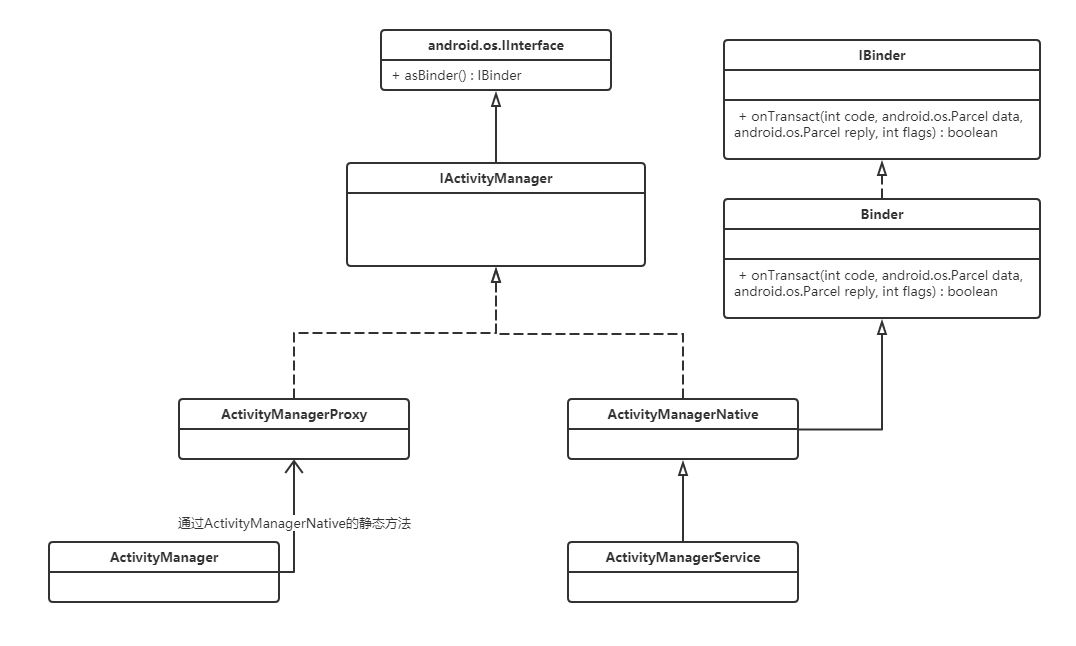 android.os.IInterface
+ asBinder() : IBinder
IBinder
+ onTransact(int code, android.os.Parcel data,
android.os.Parcel reply, int flags) : boolean
IActivityManager
Binder
+ onTransact(int code, android.os.Parcel data,
android.os.Parcel reply, int flags) : boolean
ActivityManagerProxy
ActivityManagerNative
通过ActivityManagerNative的静态方法
ActivityManager
ActivityManagerService